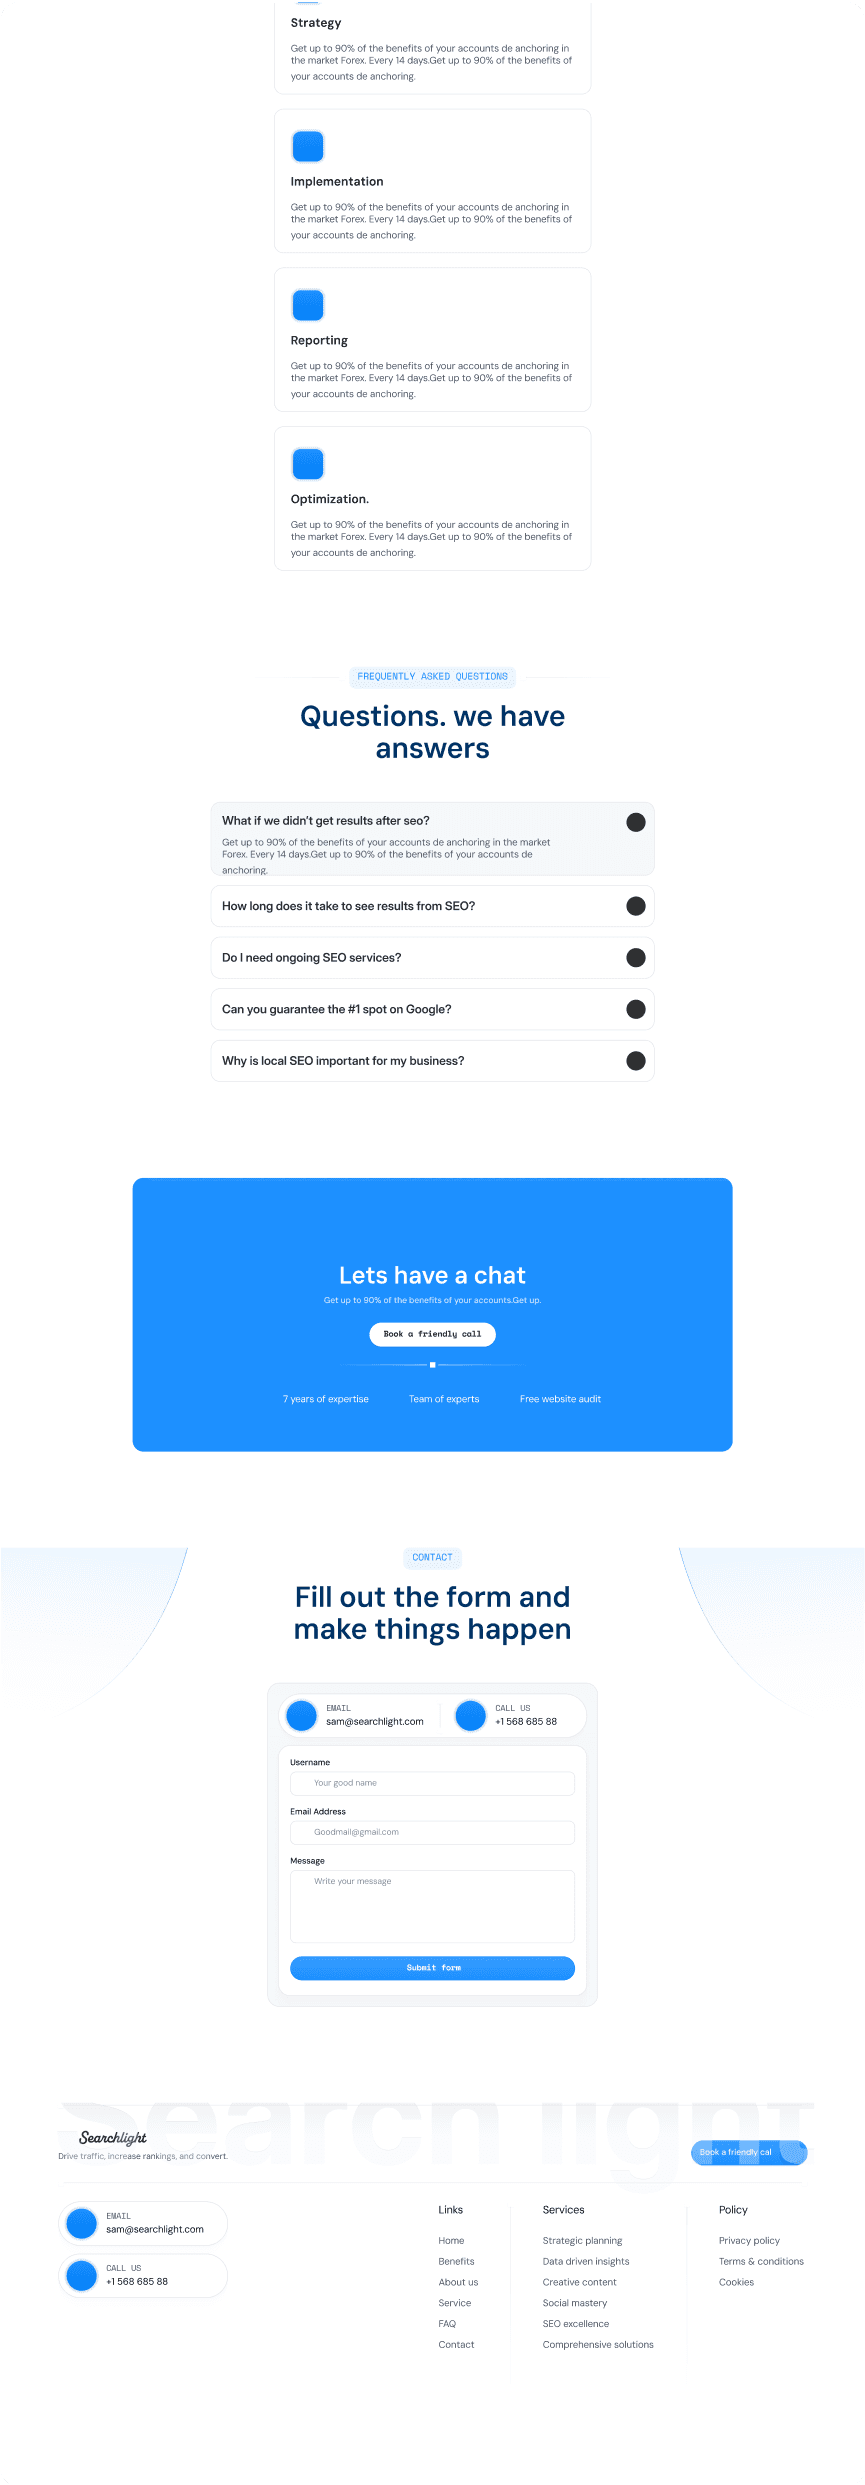 Strategy
Get up to 90% of the benefits of your accounts de anchoring in
the market Forex. Every 14 days.Get up to 90% of the benefits of
your accounts de anchoring.
Implementation
Get up to 90% of the benefits of your accounts de anchoring in
the market Forex. Every 14 days.Get up to 90% of the benefits of
your accounts de anchoring.
Reporting
Get up to 90% of the benefits of your accounts de anchoring in
the market Forex. Every 14 days.Get up to 90% of the benefits of
your accounts de anchoring.
Optimization.
Get up to 90% of the benefits of your accounts de anchoring in
the market Forex. Every 14 days.Get up to 90% of the benefits of
your accounts de anchoring.
FREQUENTLY ASKED QUESTIONS
Questions. we have
answers
What if we didn't get results after seo?
Get up to 90% of the benefits of your accounts de anchoring in the market
Forex. Every 14 days.Get up to 90% of the benefits of your accounts de
anchoring.
How long does it take to see results from SEO?
Do I need ongoing SEO services?
Can you guarantee the #1 spot on Google?
Why is local SEO important for my business?
Lets have a chat
Get up to 90% of the benefits of your accounts.Get up.
Book a friendly call
7 years of expertise
Team of experts
Free website audit
CONTACT
Fill out the form and
make things happen
EMAIL
sam@searchlight.com
CALL US
+1 568 685 88
Username
Your good name
Email Address
Goodmail@gmail.com
Message
Write your message
Submit form
Search light
Searchlight
Drive traffic, increase rankings, and convert.
Book a friendly cal
EMAIL
sam@searchlight.com
CALL US
+1 568 685 88
Links
Home
Benefits
About us
Service
FAQ
Contact
Services
Strategic planning
Data driven insights
Creative content
Social mastery
SEO excellence
Comprehensive solutions
Policy
Privacy policy
Terms & conditions
Cookies